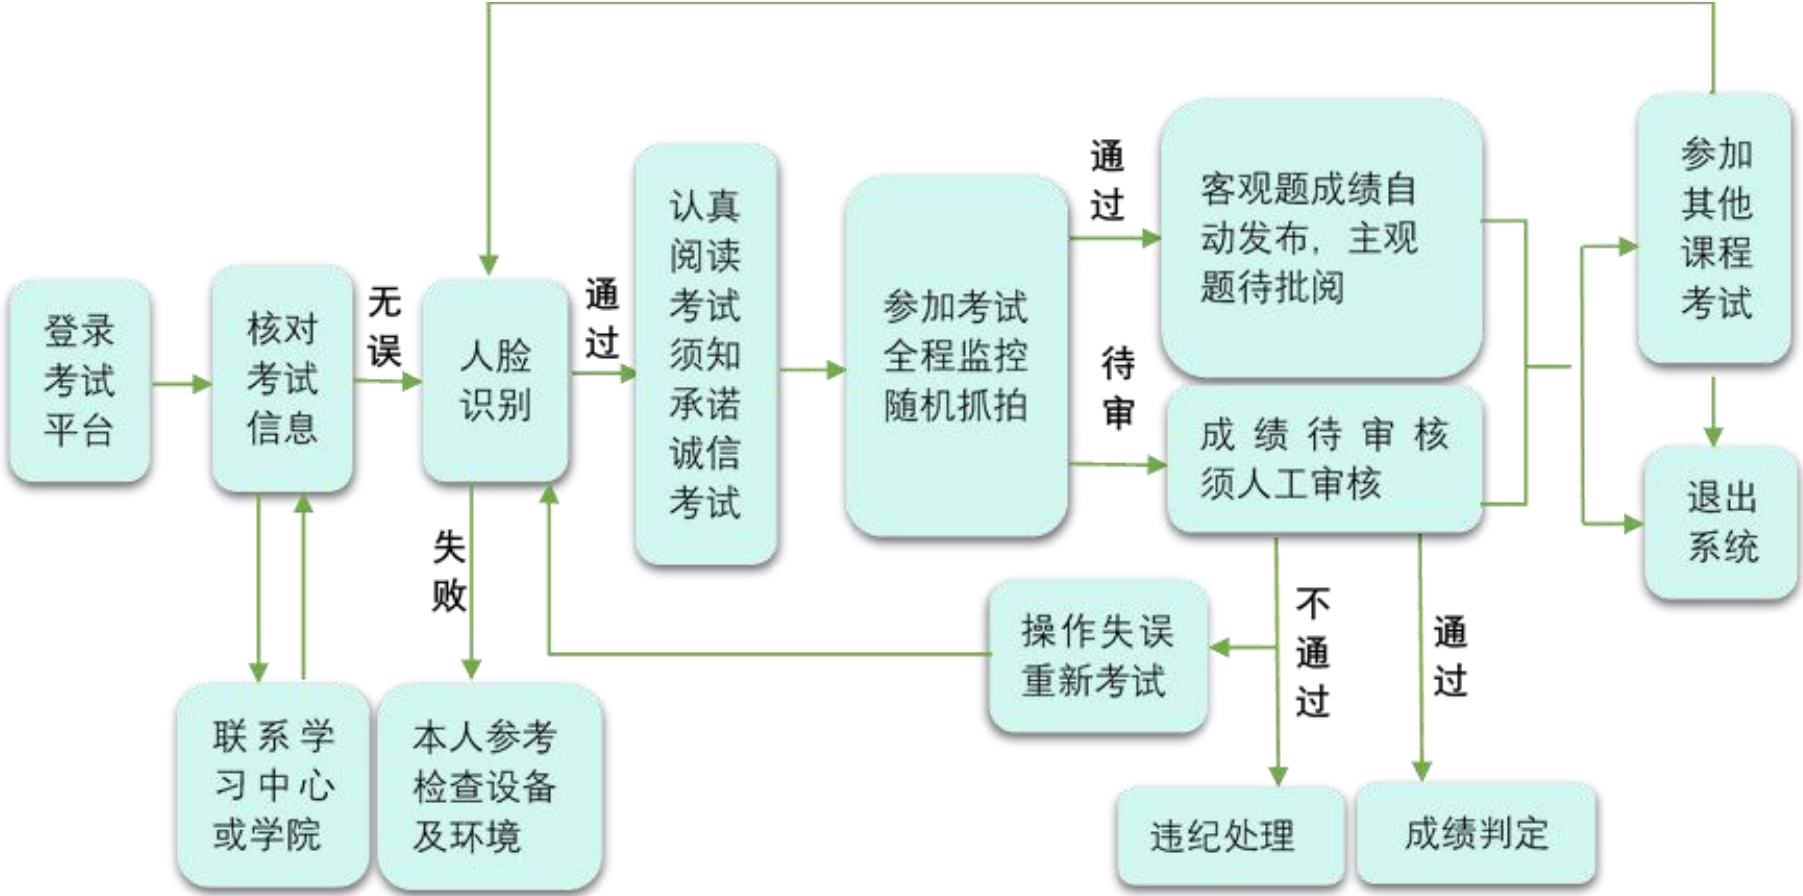 登录
考试
平台
核对
考试
信息
无
误
人脸
识别
通
过
认真
阅读
考试
须知
承诺
诚信
考试
参加考试
全程监控
随机抓拍
通
过
客观题成绩自
动发布，主观
题待批阅
待
审
成绩待审核
须人工审核
参加
其他
课程
考试
退出
系统
失
败
联系学
习中心
或学院
本人参考
检查设备
及环境
操作失误
重新考试
不
通
过
通
过
违纪处理
成绩判定